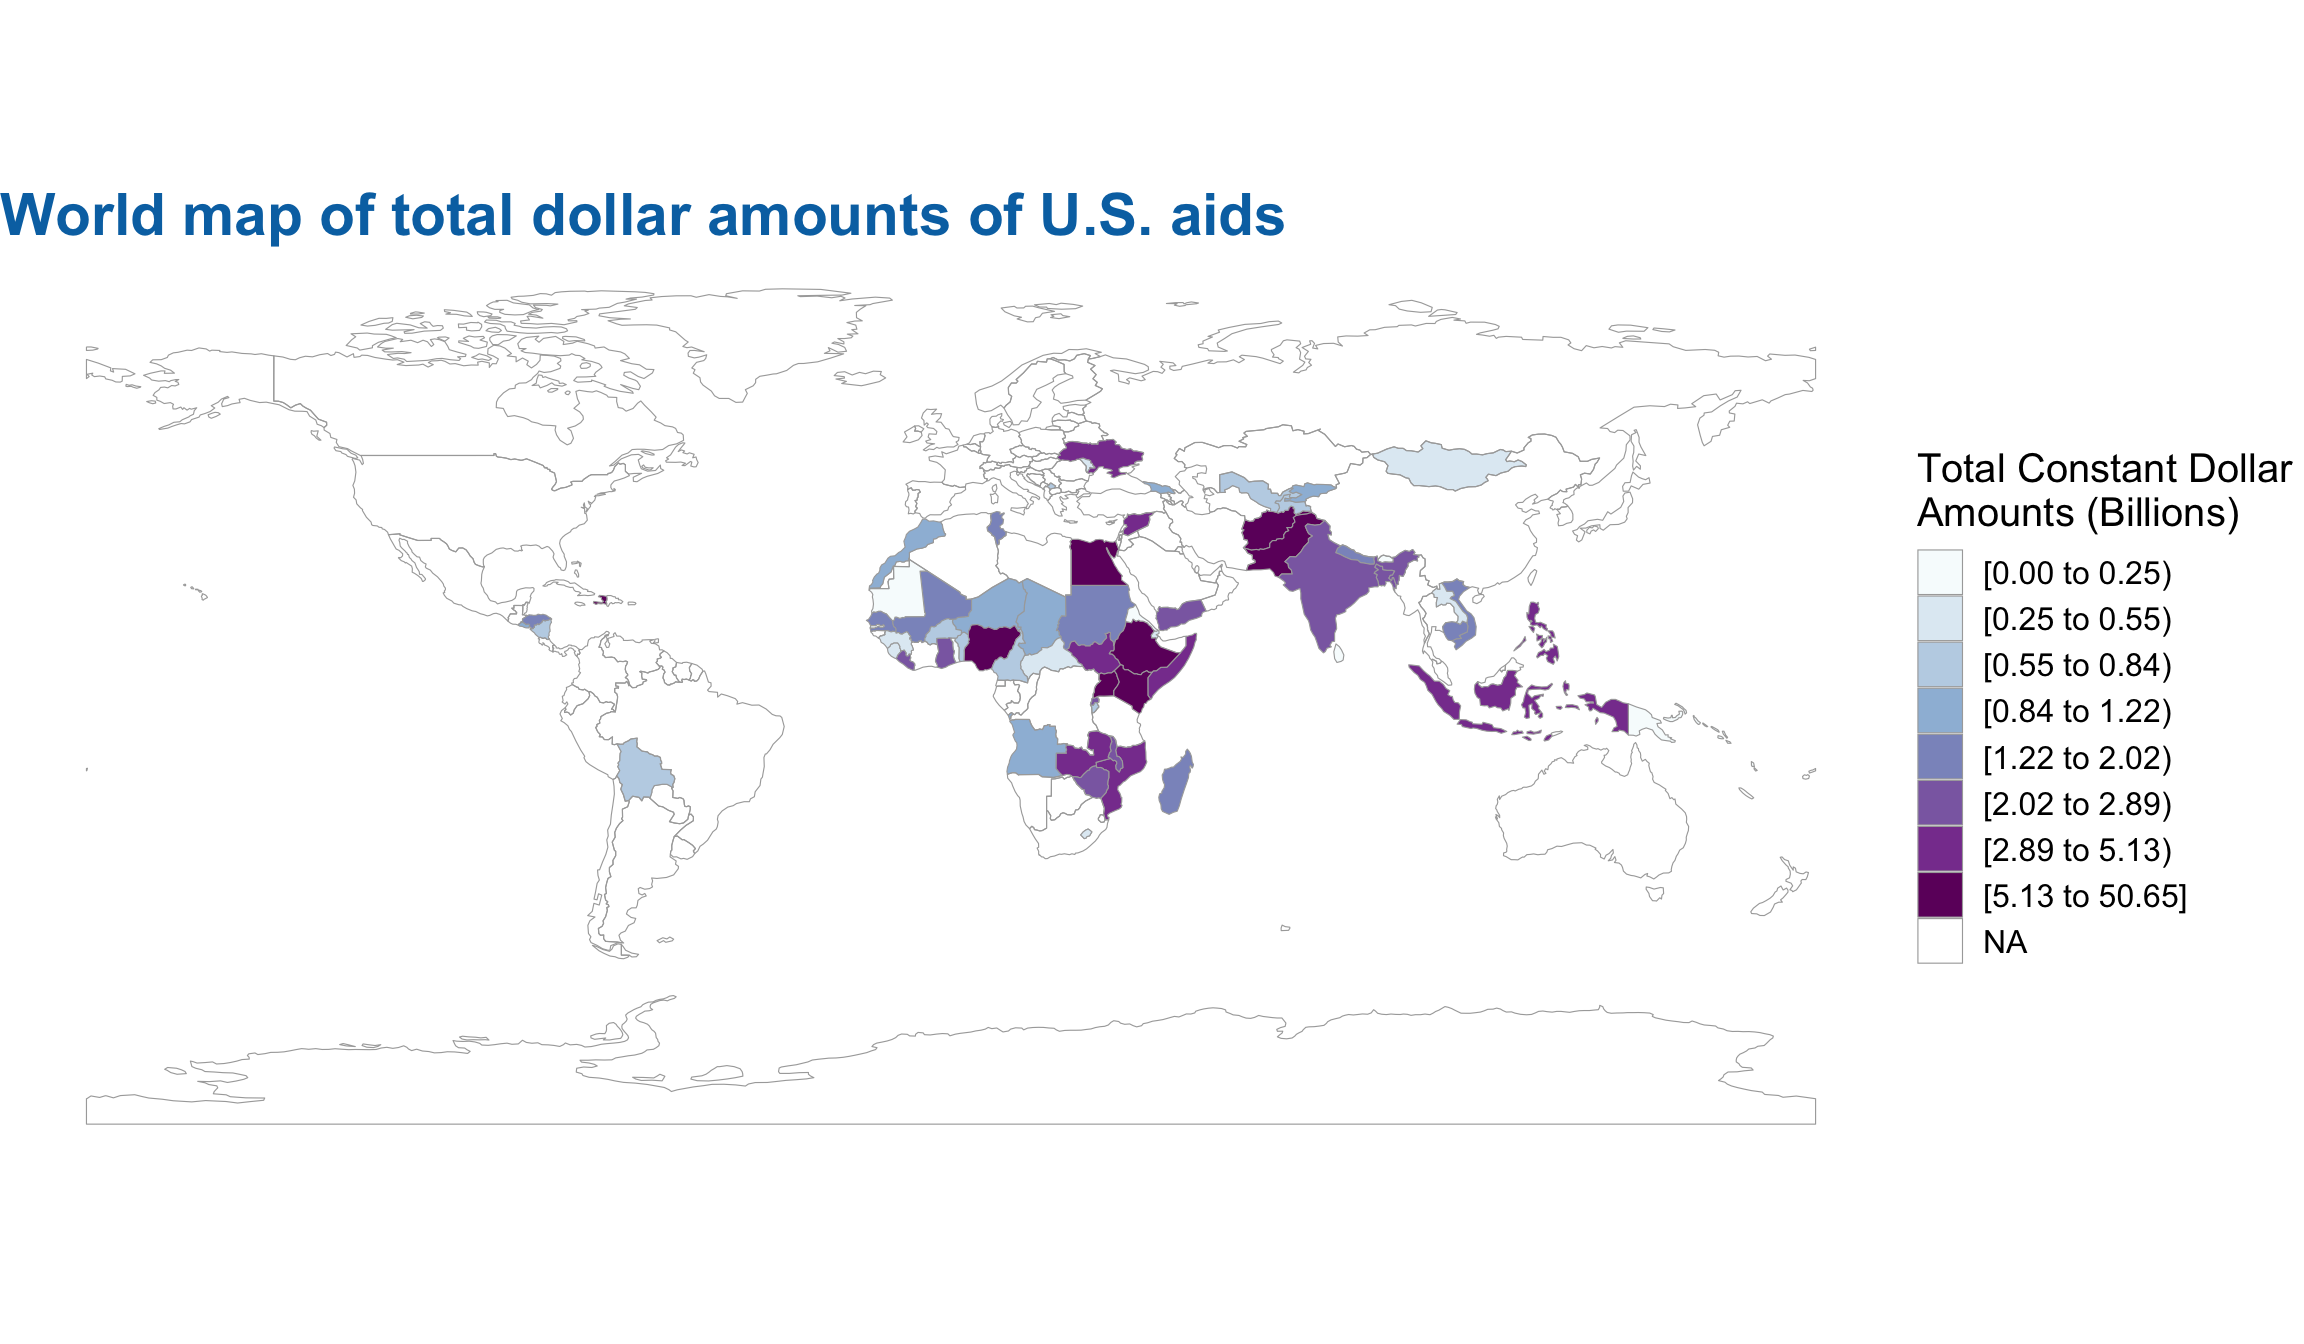 World map of total dollar amounts of U.S. aids
Total Constant Dollar
Amounts (Billions)
[0.00 to 0.25)
[0.25 to 0.55)
[0.55 to 0.84)
[0.84 to 1.22)
[1.22 to 2.02)
[2.02 to 2.89)
[2.89 to 5.13)
[5.13 to 50.65]
NA